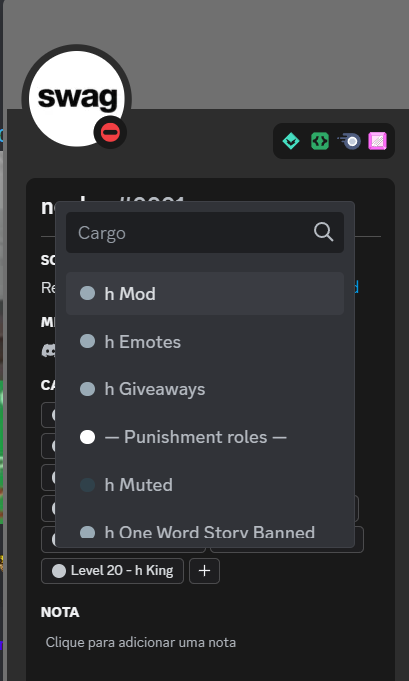 swag
Cargo
h Mod
h Emotes
h Giveaways
— Punishment roles —
h Muted
h One Word Story Banned
Level 20 - h King
+
NOTA
Clique para adicionar uma nota